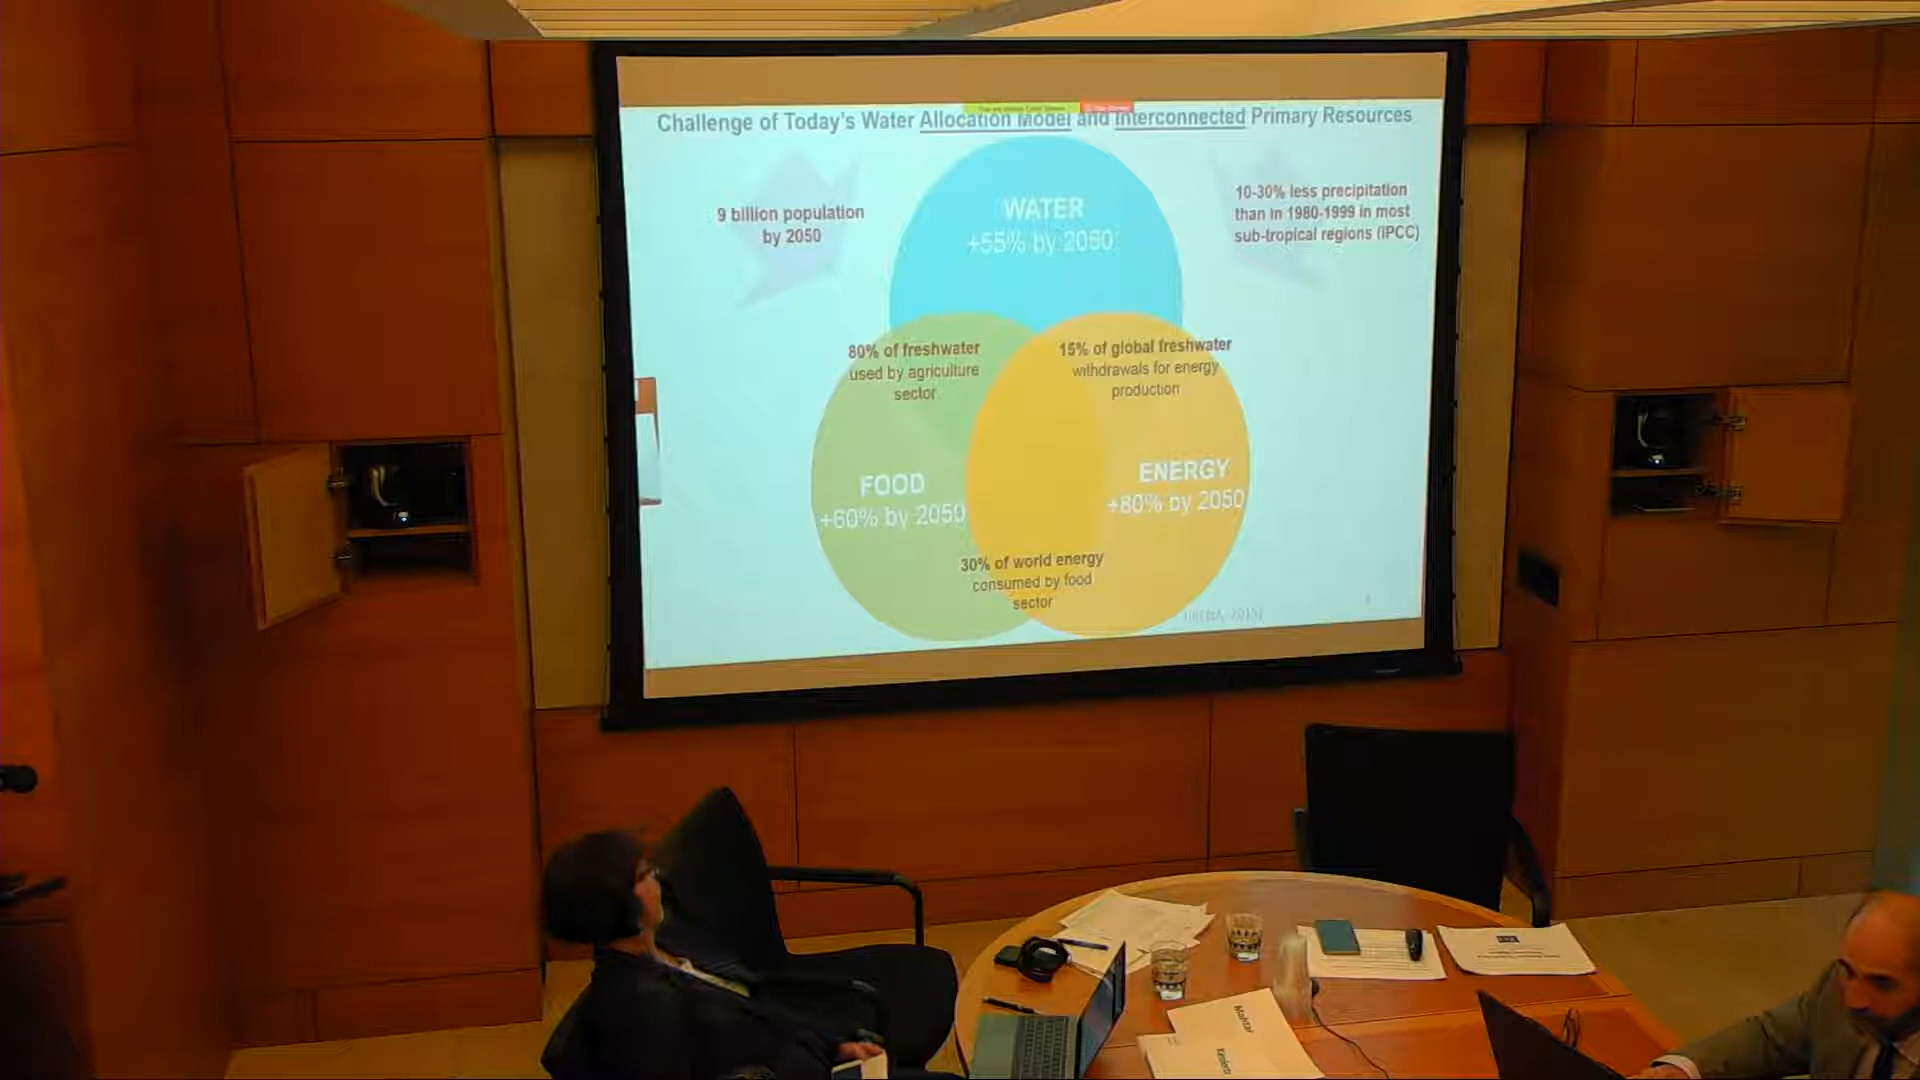 Challenge of Today's Water Allocation Model and Interconnected Primary Resources
9 billion population
by 2050
10-30% less precipitation
than in 1980-1999 in most
sub-tropical regions (IPCC)
WATER
+55% by 2050
80% of freshwater
used by agriculture
sector
15% of global freshwater
withdrawals for energy
production
FOOD
+60% by 2050
ENERGY
+80% by 2050
30% of world energy
consumed by food
sector
Mahtar